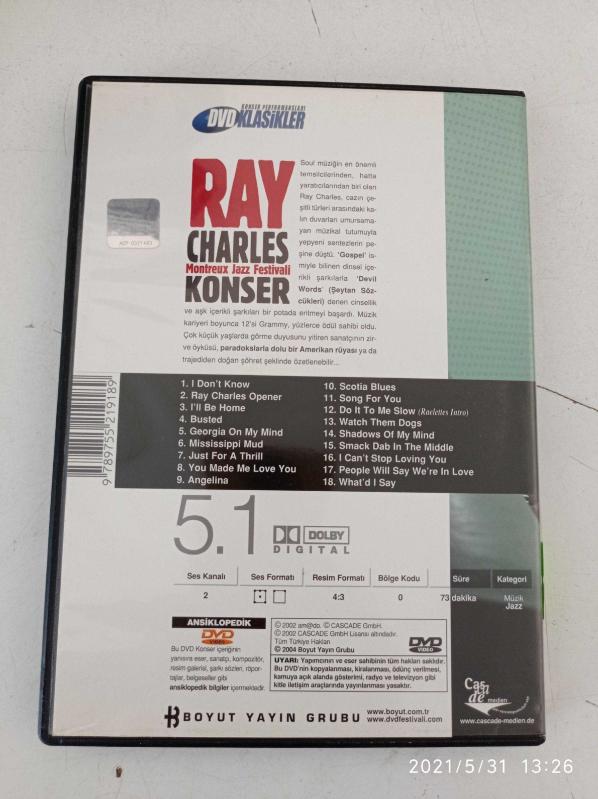 KONSER PERFORMANSLARI
DVD KLASİKLER
RAY
CHARLES
Montreux Jazz Festivali
KONSER
Soul müziğin en önemli
temsilcilerinden, hatta
yaratıcılarından biri olan
Ray Charles, cazın çe-
şitli türleri arasındaki ka-
lın duvarları umursama-
yan müzikal tutumuyla
yepyeni sentezlerin pe-
şine düştü. 'Gospel' is-
miyle bilinen dinsel içe-
rikli şarkılarla 'Devil
Words' (Şeytan Söz-
cükleri) denen cinsellik
ve aşk içerikli şarkıları bir potada eritmeyi başardı. Müzik
kariyeri boyunca 12'si Grammy, yüzlerce ödül sahibi oldu.
Çok küçük yaşlarda görme duyusunu yitiren sanatçının zir-
ve öyküsü, paradokslarla dolu bir Amerikan rüyası ya da
trajediden doğan şöhret şeklinde özetlenebilir...
1. I Don't Know
2. Ray Charles Opener
3. I'll Be Home
4. Busted
5. Georgia On My Mind
6. Mississippi Mud
7. Just For A Thrill
8. You Made Me Love You
9. Angelina
10. Scotia Blues
11. Song For You
12. Do It To Me Slow (Raelettes Intro)
13. Watch Them Dogs
14. Shadows Of My Mind
15. Smack Dab In The Middle
16. I Can't Stop Loving You
17. People Will Say We're In Love
18. What'd I Say
9789755219189
5.1
DOLBY
DIGITAL
Ses Kanalı Ses Formatı Resim Formatı Bölge Kodu Süre Kategori
2 4:3 0 73 dakika Müzik
Jazz
ANSİKLOPEDİK
DVD
VIDEO
Bu DVD Konser içeriğinin
yanısıra eser, sanatçı, kompozitör,
resim galerisi, şarkı sözleri, röpor-
tajlar, belgeseller gibi
ansiklopedik bilgiler içermektedir.
© 2002 am@do. © CASCADE GmbH.
© 2002 CASCADE GmbH Lisansı altındadır.
Tüm Türkiye Hakları
© 2004 Boyut Yayın Grubu
DVD
VIDEO
UYARI: Yapımcının ve eser sahibinin tüm hakları saklıdır.
Bu DVD'nin kopyalanması, kiralanması, ödünç verilmesi,
kamuya açık alanda gösterimi, radyo ve televizyon gibi
kitle iletişim araçlarında yayınlanması yasaktır.
BOYUT YAYIN GRUBU
www.boyut.com.tr
www.dvdfestivali.com
Cascade
medien
www.cascade-medien.de
2021/5/31 13:26